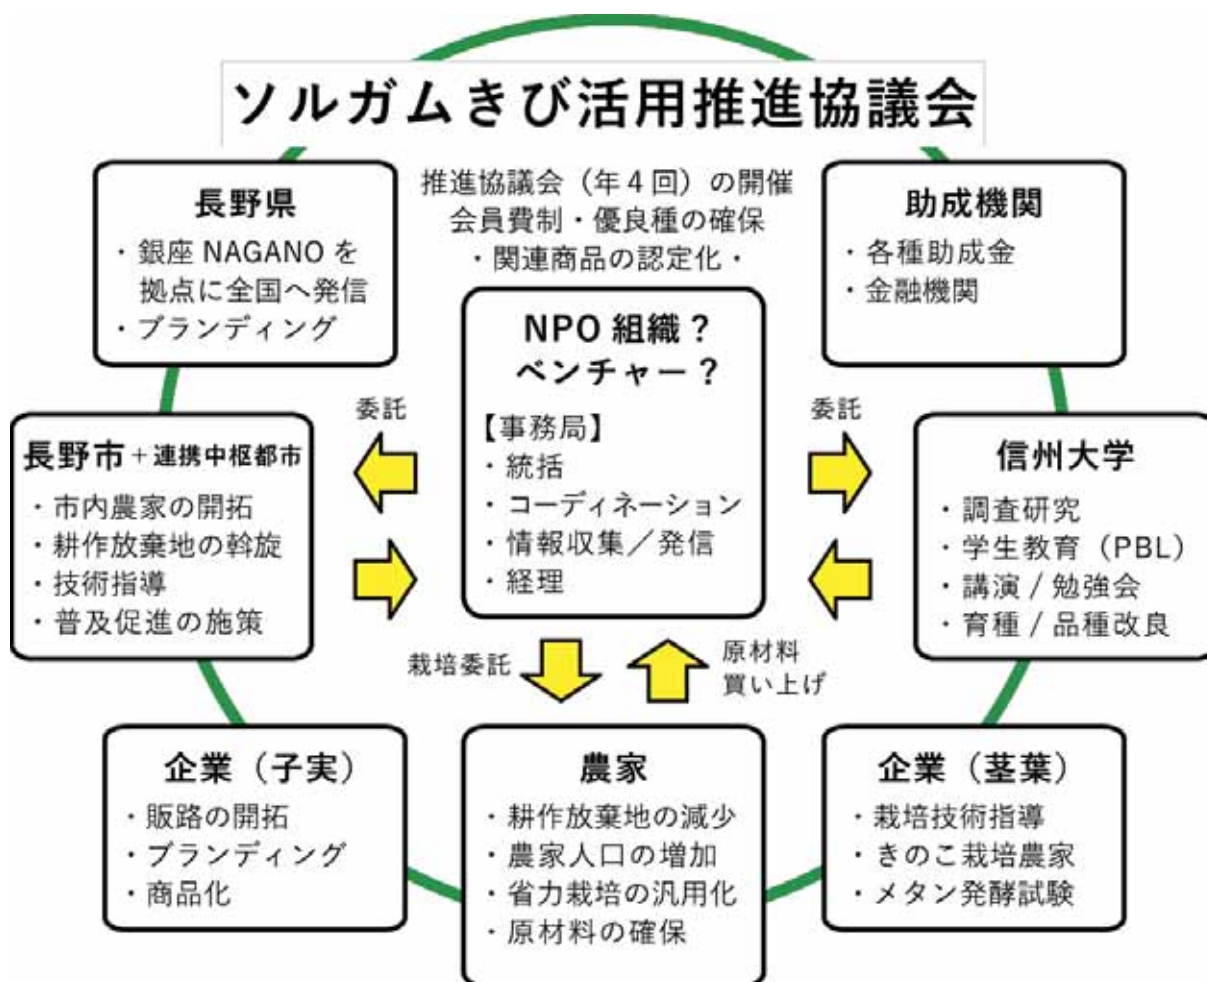 ソルガムきび活用推進協議会
推進協議会（年４回）の開催
会員費制・優良種の確保
・関連商品の認定化・
長野県
・銀座 NAGANO を
拠点に全国へ発信
・ブランディング
助成機関
・各種助成金
・金融機関
NPO 組織？
ベンチャー？
【事務局】
・統括
・コーディネーション
・情報収集／発信
・経理
委託
委託
長野市＋連携中枢都市
・市内農家の開拓
・耕作放棄地の斡旋
・技術指導
・普及促進の施策
信州大学
・調査研究
・学生教育（PBL）
・講演 / 勉強会
・育種 / 品種改良
栽培委託
原材料
買い上げ
企業（子実）
・販路の開拓
・ブランディング
・商品化
農家
・耕作放棄地の減少
・農家人口の増加
・省力栽培の汎用化
・原材料の確保
企業（茎葉）
・栽培技術指導
・きのこ栽培農家
・メタン発酵試験